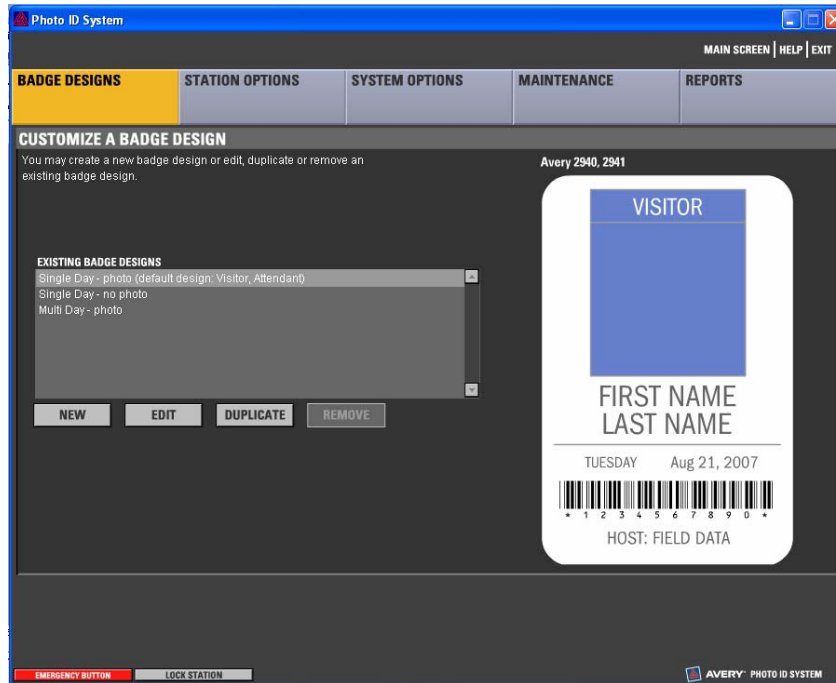 Photo ID System
MAIN SCREEN | HELP | EXIT
BADGE DESIGNS
STATION OPTIONS
SYSTEM OPTIONS
MAINTENANCE
REPORTS
CUSTOMIZE A BADGE DESIGN
You may create a new badge design or edit, duplicate or remove an
existing badge design.
EXISTING BADGE DESIGNS
Single Day - photo (default design: Visitor, Attendant)
Single Day - no photo
Multi Day - photo
NEW
EDIT
DUPLICATE
REMOVE
Avery 2940, 2941
VISITOR
FIRST NAME
LAST NAME
TUESDAY Aug 21, 2007
* 1 2 3 4 5 6 7 8 9 0 *
HOST: FIELD DATA
EMERGENCY BUTTON
LOCK STATION
AVERY PHOTO ID SYSTEM